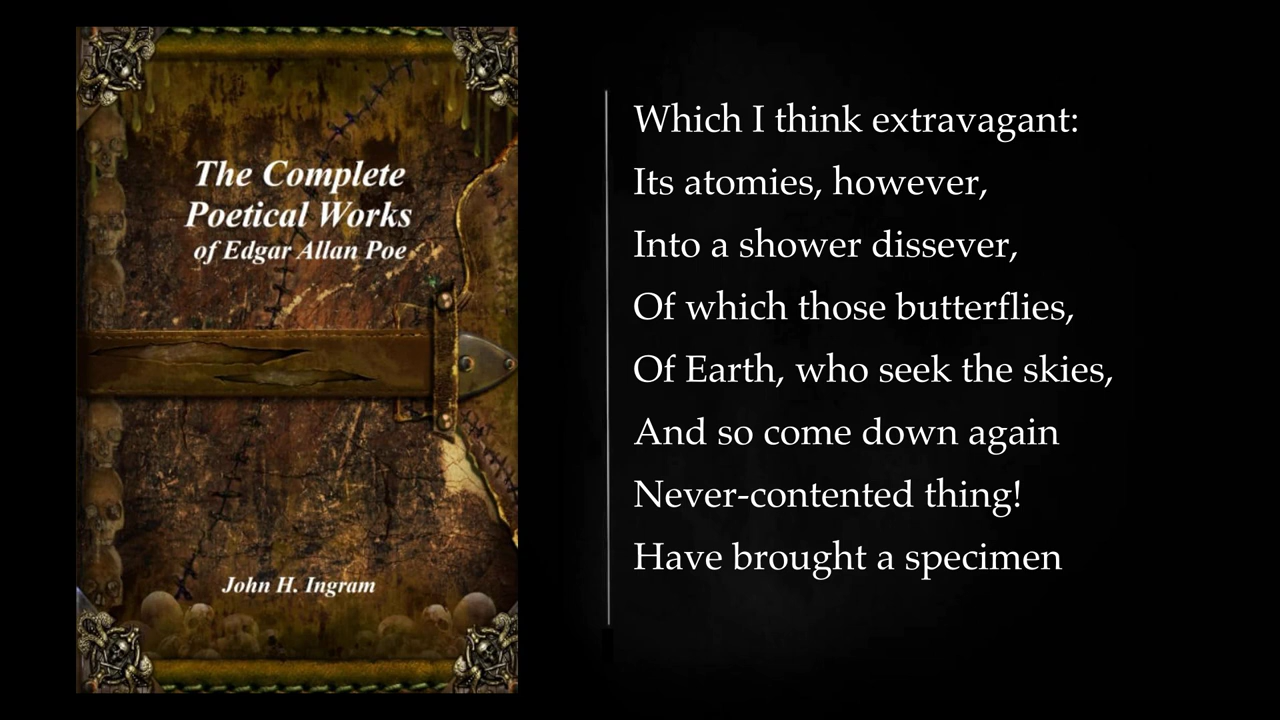 The Complete
Poetical Works
of Edgar Allan Poe
John H. Ingram
Which I think extravagant:
Its atomies, however,
Into a shower dissever,
Of which those butterflies,
Of Earth, who seek the skies,
And so come down again
Never-contented thing!
Have brought a specimen